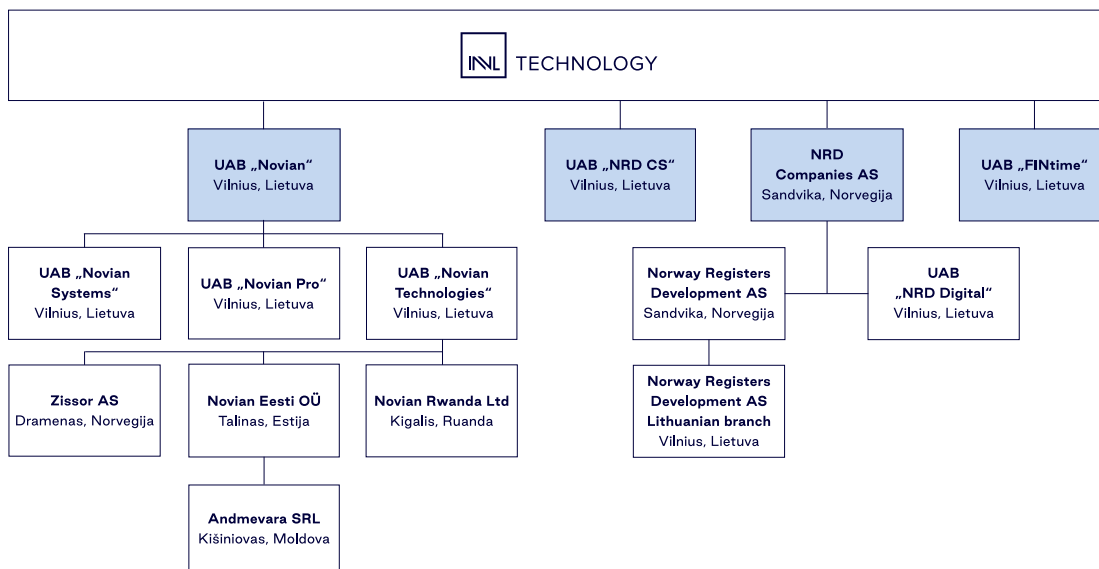 INVL TECHNOLOGY
UAB „Novian“
Vilnius, Lietuva
UAB „NRD CS“
Vilnius, Lietuva
NRD
Companies AS
Sandvika, Norvegija
UAB „FINtime“
Vilnius, Lietuva
UAB „Novian
Systems“
Vilnius, Lietuva
UAB „Novian Pro“
Vilnius, Lietuva
UAB „Novian
Technologies“
Vilnius, Lietuva
Norway Registers
Development AS
Sandvika, Norvegija
UAB
„NRD Digital“
Vilnius, Lietuva
Zissor AS
Dramenas, Norvegija
Novian Eesti OÜ
Talinas, Estija
Novian Rwanda Ltd
Kigalis, Ruanda
Norway Registers
Development AS
Lithuanian branch
Vilnius, Lietuva
Andmevara SRL
Kišiniovas, Moldova